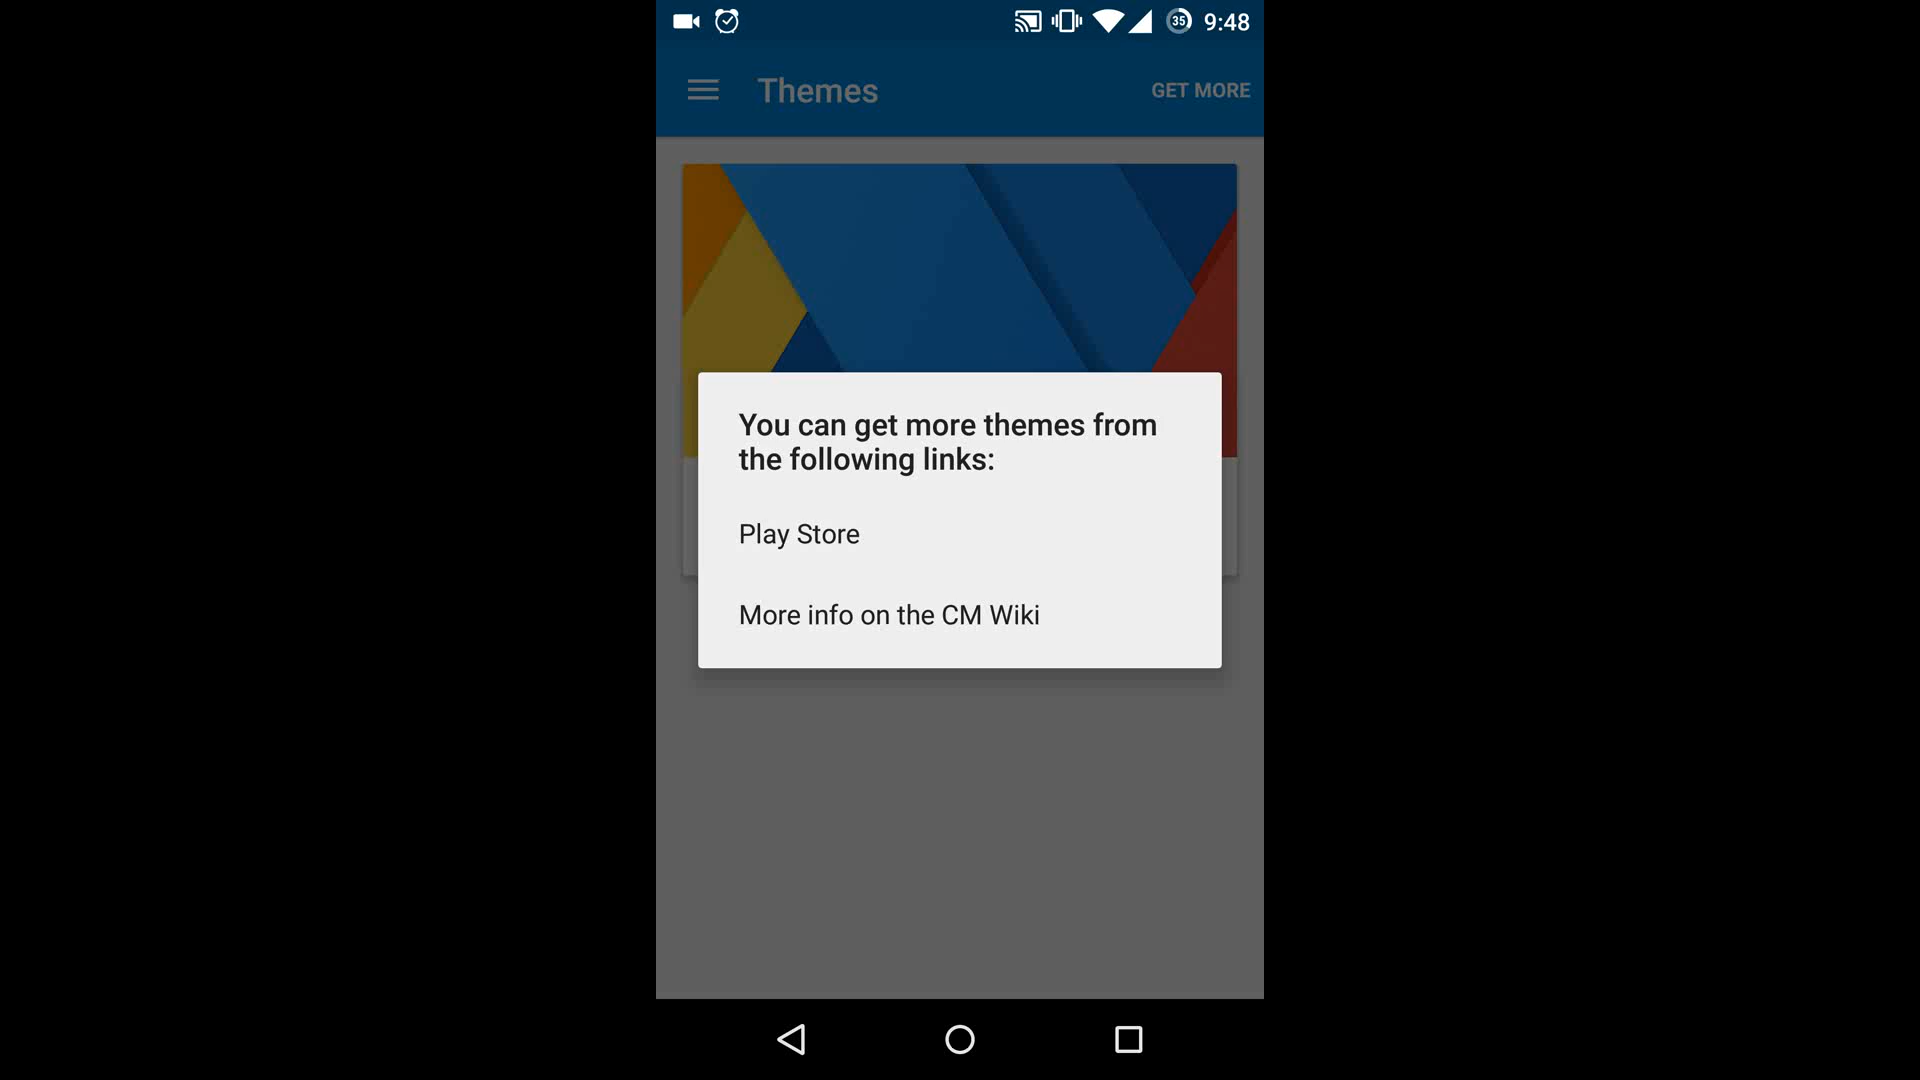 35 9:48
Themes GET MORE
You can get more themes from
the following links:
Play Store
More info on the CM Wiki